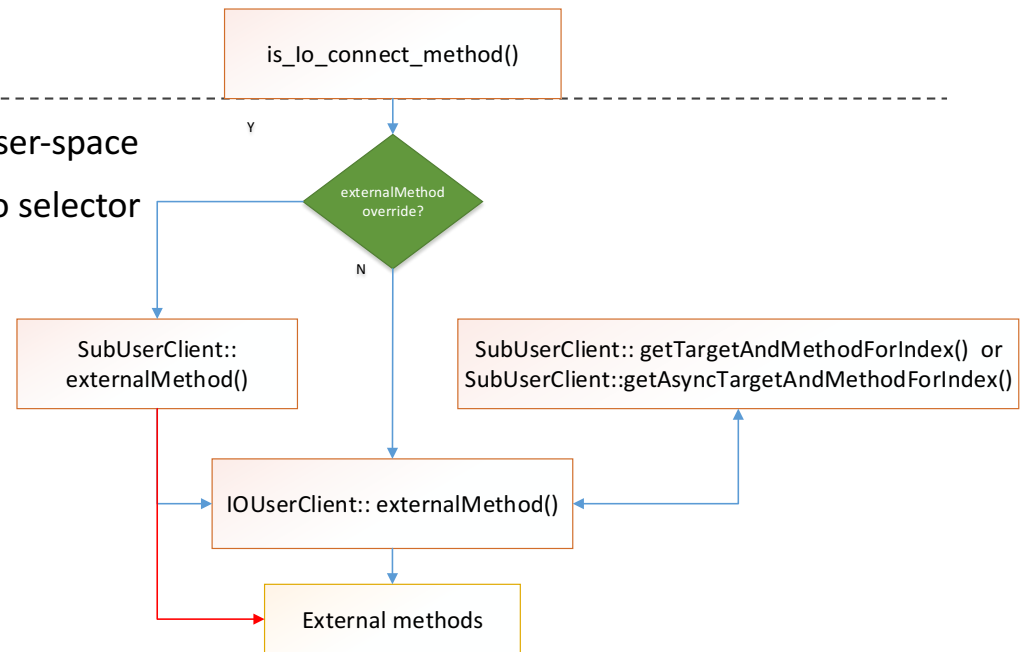 is_Io_connect_method()
Y
ser-space
selector
externalMethod
override?
N
SubUserClient::
externalMethod()
SubUserClient:: getTargetAndMethodForIndex() or
SubUserClient::getAsyncTargetAndMethodForIndex()
IOUserClient:: externalMethod()
External methods